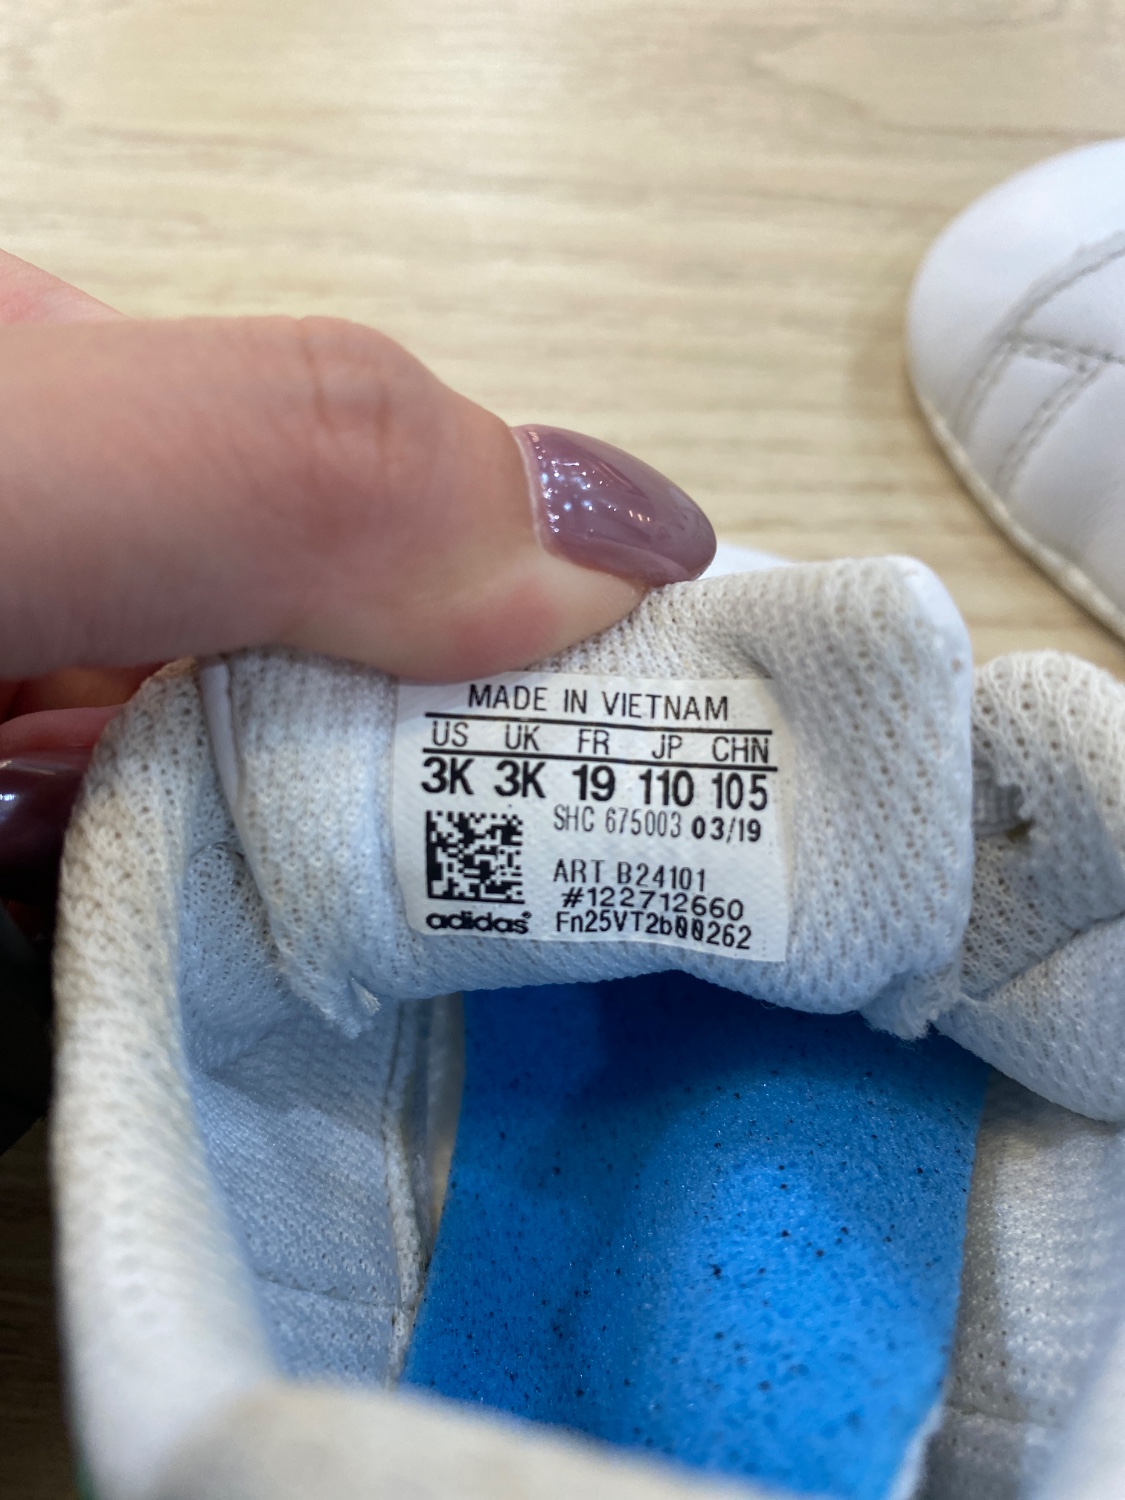 MADE IN VIETNAM
US UK FR JP CHN
3K 3K 19 110 105
SHC 675003 03/19
ART B24101
#122712660
adidas® Fn25VT2b00262